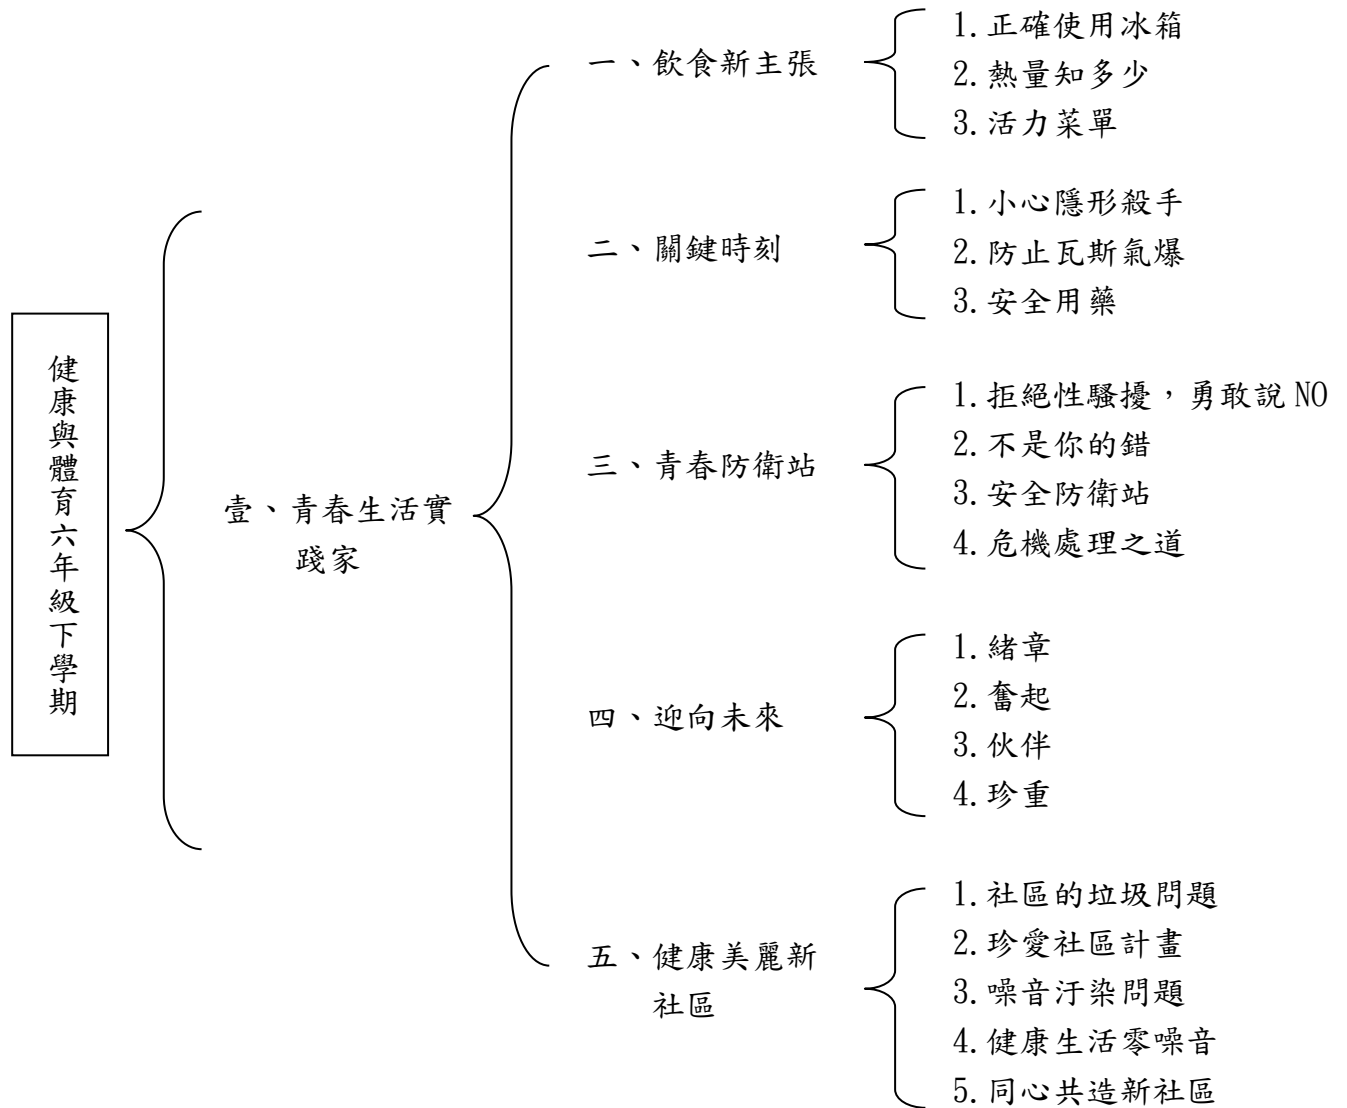 健康與體育六年級下學期
壹、青春生活實
踐家
一、飲食新主張
1.正確使用冰箱
2.熱量知多少
3.活力菜單
二、關鍵時刻
1.小心隱形殺手
2.防止瓦斯氣爆
3.安全用藥
三、青春防衛站
1.拒絕性騷擾，勇敢說 NO
2.不是你的錯
3.安全防衛站
4.危機處理之道
四、迎向未來
1.緒章
2.奮起
3.伙伴
4.珍重
五、健康美麗新
社區
1.社區的垃圾問題
2.珍愛社區計畫
3.噪音汙染問題
4.健康生活零噪音
5.同心共造新社區